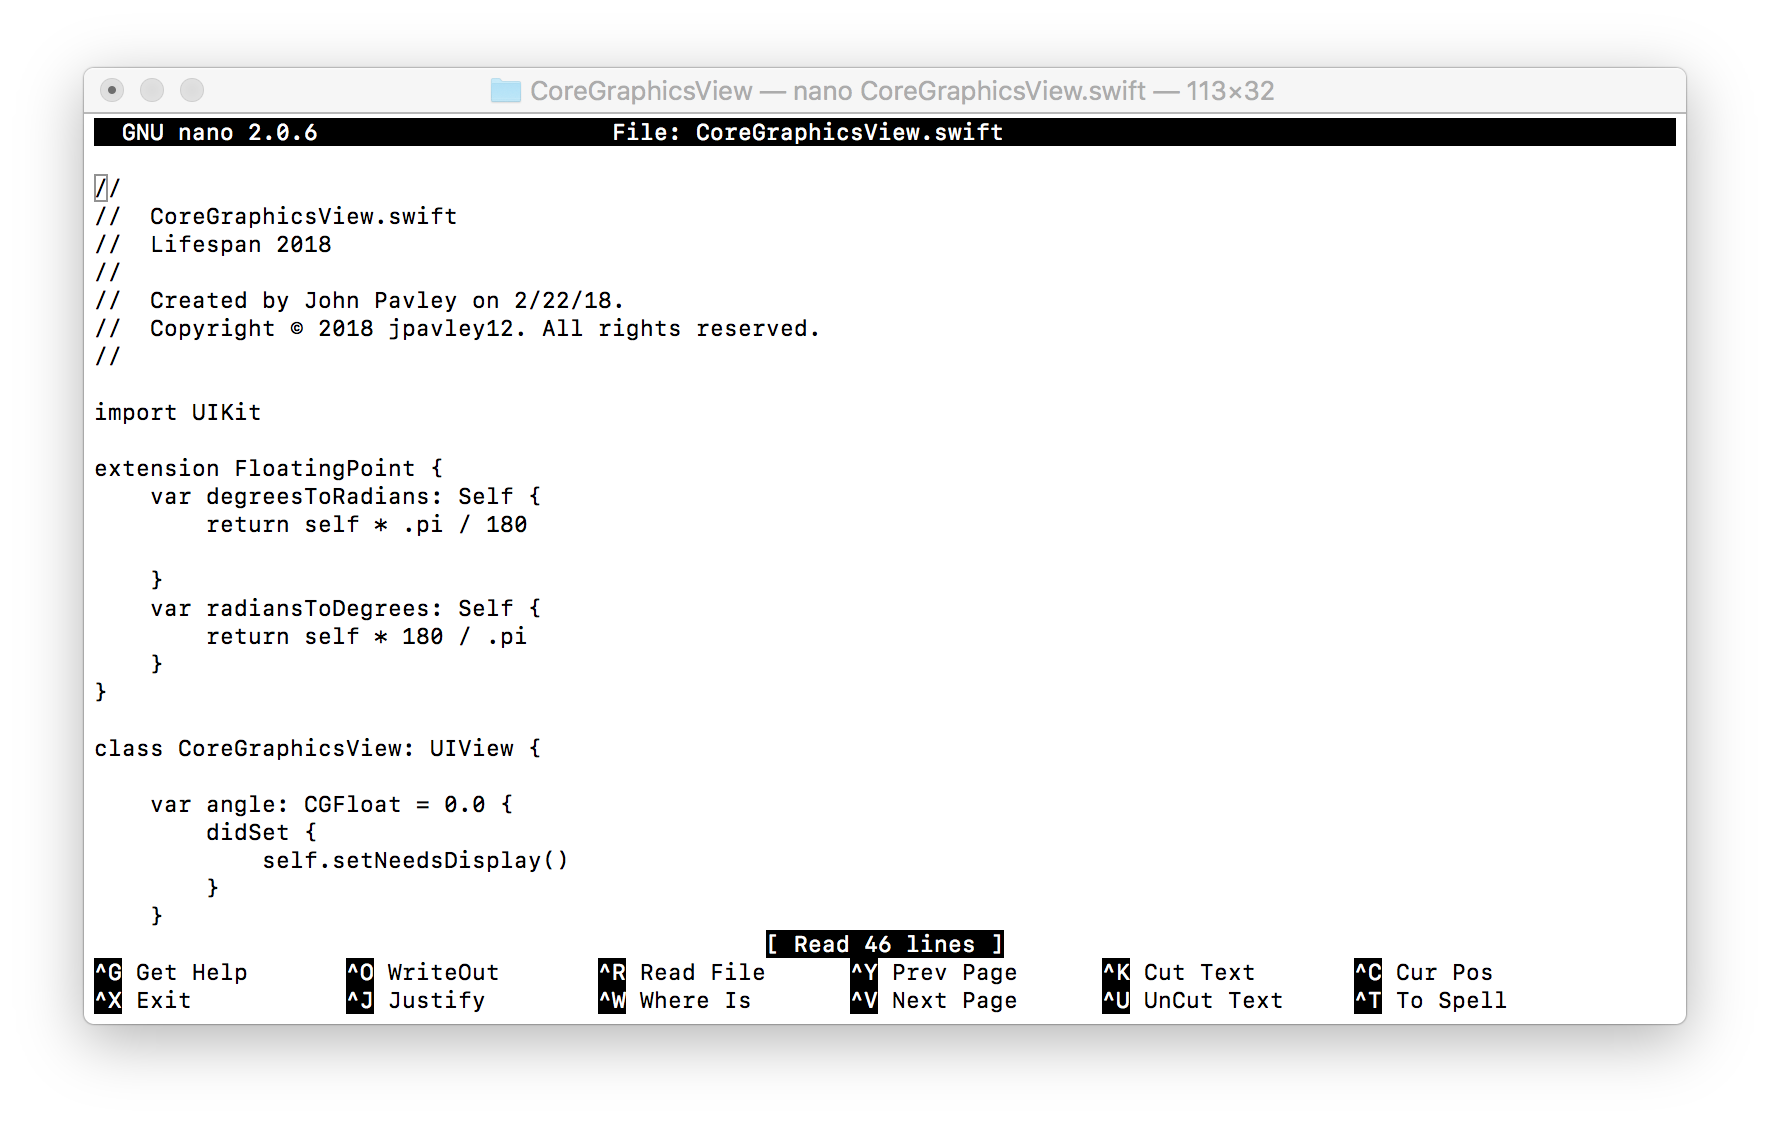 CoreGraphicsView — nano CoreGraphicsView.swift — 113×32
GNU nano 2.0.6 File: CoreGraphicsView.swift
//
// CoreGraphicsView.swift
// Lifespan 2018
//
// Created by John Pavley on 2/22/18.
// Copyright © 2018 jpavley12. All rights reserved.
//
import UIKit
extension FloatingPoint {
    var degreesToRadians: Self {
        return self * .pi / 180
    }
    var radiansToDegrees: Self {
        return self * 180 / .pi
    }
}
class CoreGraphicsView: UIView {
    var angle: CGFloat = 0.0 {
        didSet {
            self.setNeedsDisplay()
        }
    }
[ Read 46 lines ]
^G Get Help ^O WriteOut ^R Read File ^Y Prev Page ^K Cut Text ^C Cur Pos
^X Exit ^J Justify ^W Where Is ^V Next Page ^U UnCut Text ^T To Spell